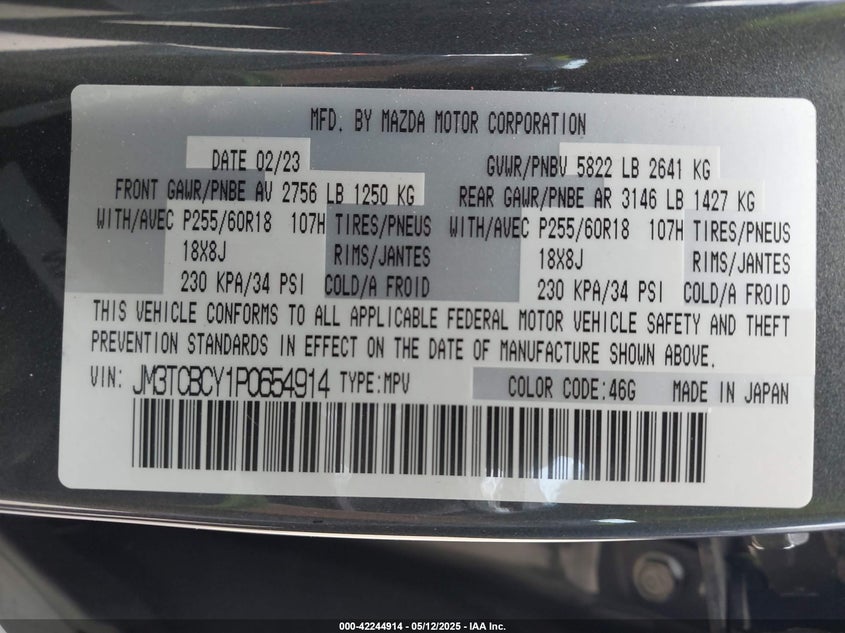 MFD. BY MAZDA MOTOR CORPORATION
DATE 02/23 GVWR/PNBV 5822 LB 2641 KG
FRONT GAWR/PNBE AV 2756 LB 1250 KG REAR GAWR/PNBE AR 3146 LB 1427 KG
WITH/AVEC P255/60R18 107H TIRES/PNEUS WITH/AVEC P255/60R18 107H TIRES/PNEUS
18X8J RIMS/JANTES 18X8J RIMS/JANTES
230 KPA/34 PSI COLD/A FROID 230 KPA/34 PSI COLD/A FROID
THIS VEHICLE CONFORMS TO ALL APPLICABLE FEDERAL MOTOR VEHICLE SAFETY AND THEFT
PREVENTION STANDARDS IN EFFECT ON THE DATE OF MANUFACTURE SHOWN ABOVE.
VIN: JM3TCBCY1P0654914 TYPE:MPV COLOR CODE:46G MADE IN JAPAN
000-42244914 - 05/12/2025 - IAA Inc.